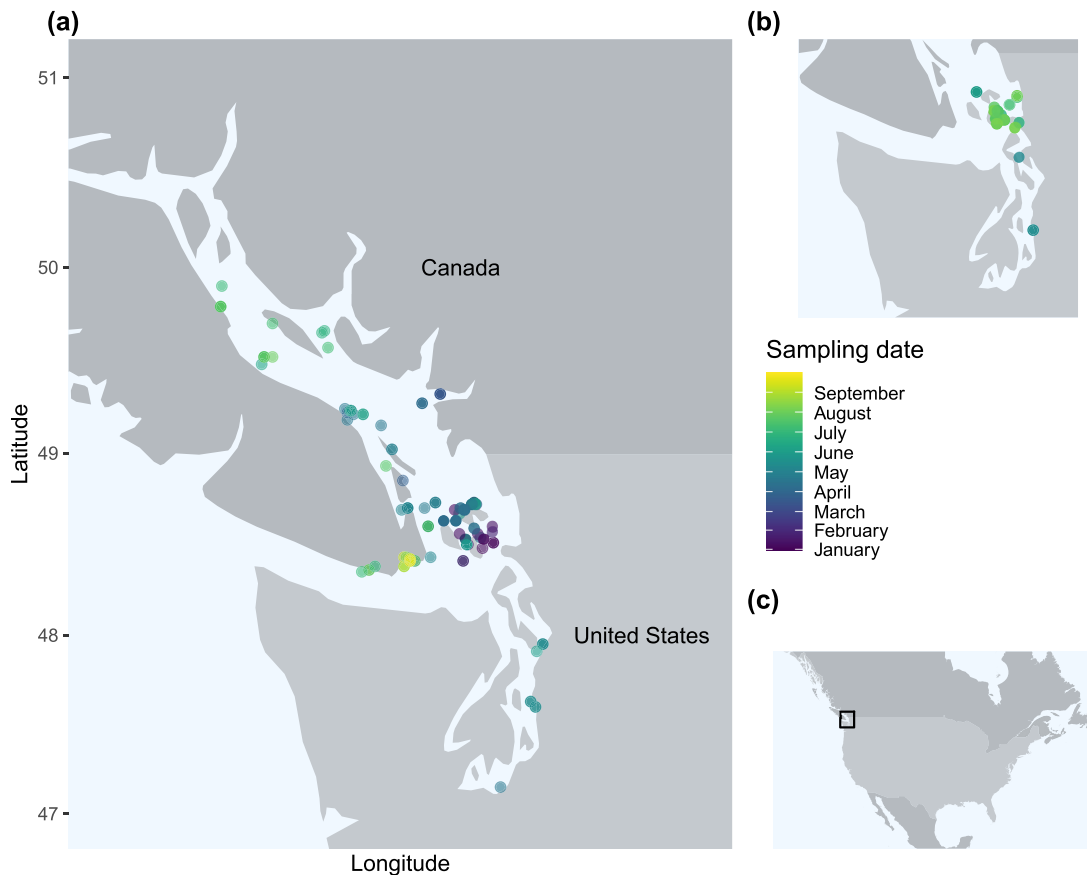 (a)
51
50
49
48
47
Latitude
Longitude
Canada
United States
(b)
Sampling date
September
August
July
June
May
April
March
February
January
(c)